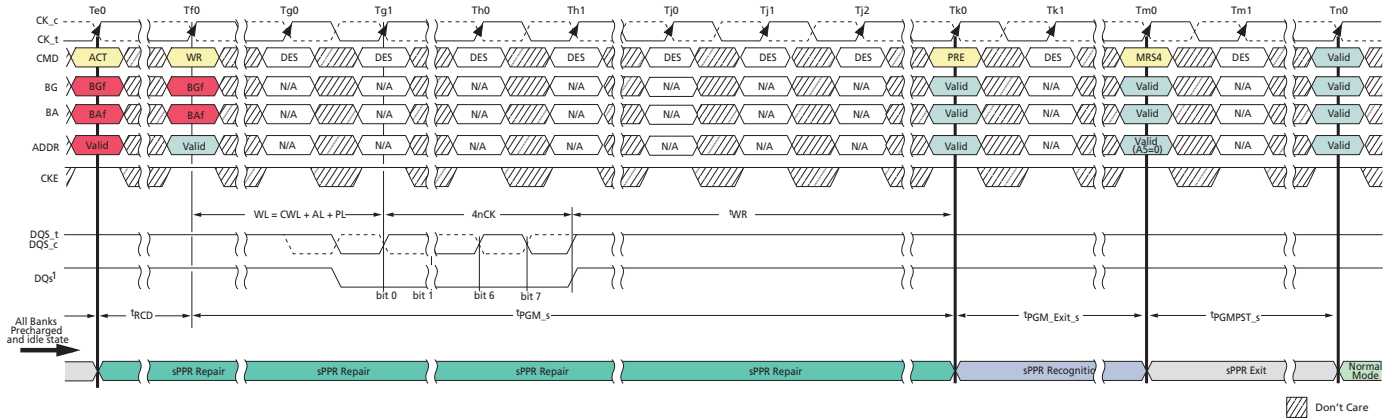 Te0 Tf0 Tg0 Tg1 Th0 Th1 Tj0 Tj1 Tj2 Tk0 Tk1 Tm0 Tm1 Tn0
CK_c
CK_t
CMD ACT WR DES DES DES DES DES DES DES PRE DES MRS4 DES Valid
BG BGf BGf N/A N/A N/A N/A N/A N/A N/A Valid N/A Valid N/A Valid
BA BAf BAf N/A N/A N/A N/A N/A N/A N/A Valid N/A Valid N/A Valid
ADDR Valid Valid N/A N/A N/A N/A N/A N/A N/A Valid N/A Valid (A5=0) N/A Valid
CKE
WL = CWL + AL + PL 4nCK tWR
DQS_t
DQS_c
DQs1
bit 0 bit 1 bit 6 bit 7
All Banks
Precharged
and idle state
tRCD tPGM_s tPGM_Exit_s tPGMPST_s
sPPR Repair sPPR Repair sPPR Repair sPPR Repair sPPR Recognitic sPPR Exit Normal
Mode
Don't Care